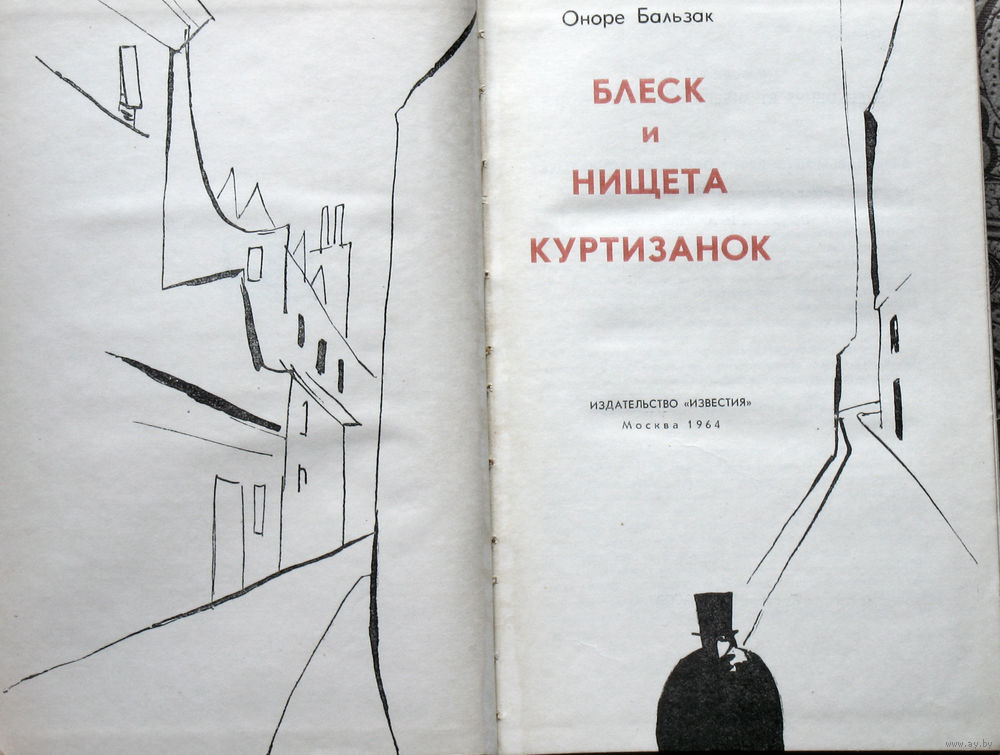 Оноре Бальзак
БЛЕСК
и
НИЩЕТА
КУРТИЗАНОК
ИЗДАТЕЛЬСТВО «ИЗВЕСТИЯ»
Москва 1964
www.ay.by